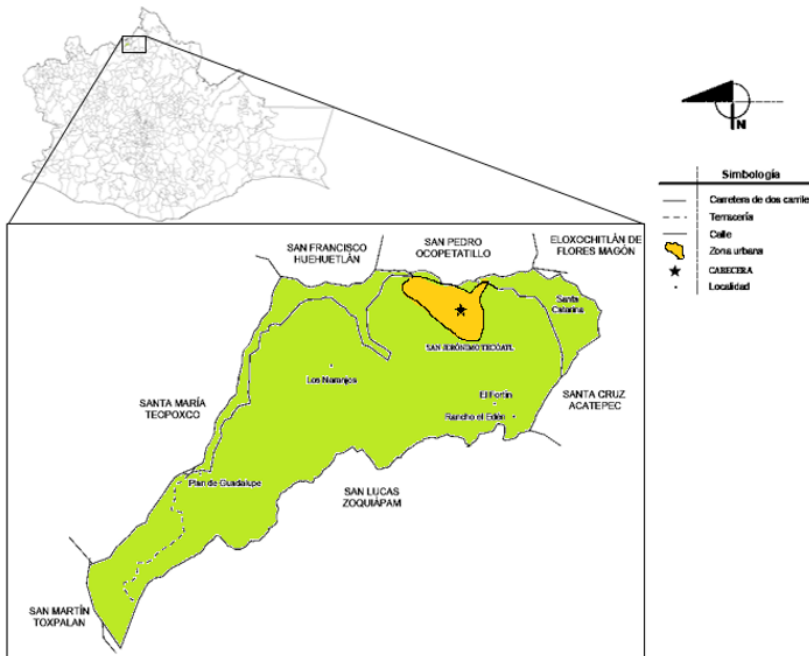 N
Simbología
Carretera de dos carrile
Terracería
Calle
Zona urbana
CABECERA
Localidad
SAN FRANCISCO
HUEHUETLÁN
SAN PEDRO
OCOPETATILLO
ELOXOCHITLÁN DE
FLORES MAGÓN
Santa
Catarina
SAN JERÓNIMO TECÓATL
Los Naranjos
El Fortín
Rancho el Edén
SANTA MARÍA
TECPOXCO
SANTA CRUZ
ACATEPEC
Plan de Guadalupe
SAN LUCAS
ZOQUIÁPAM
SAN MARTÍN
TOXPALAN